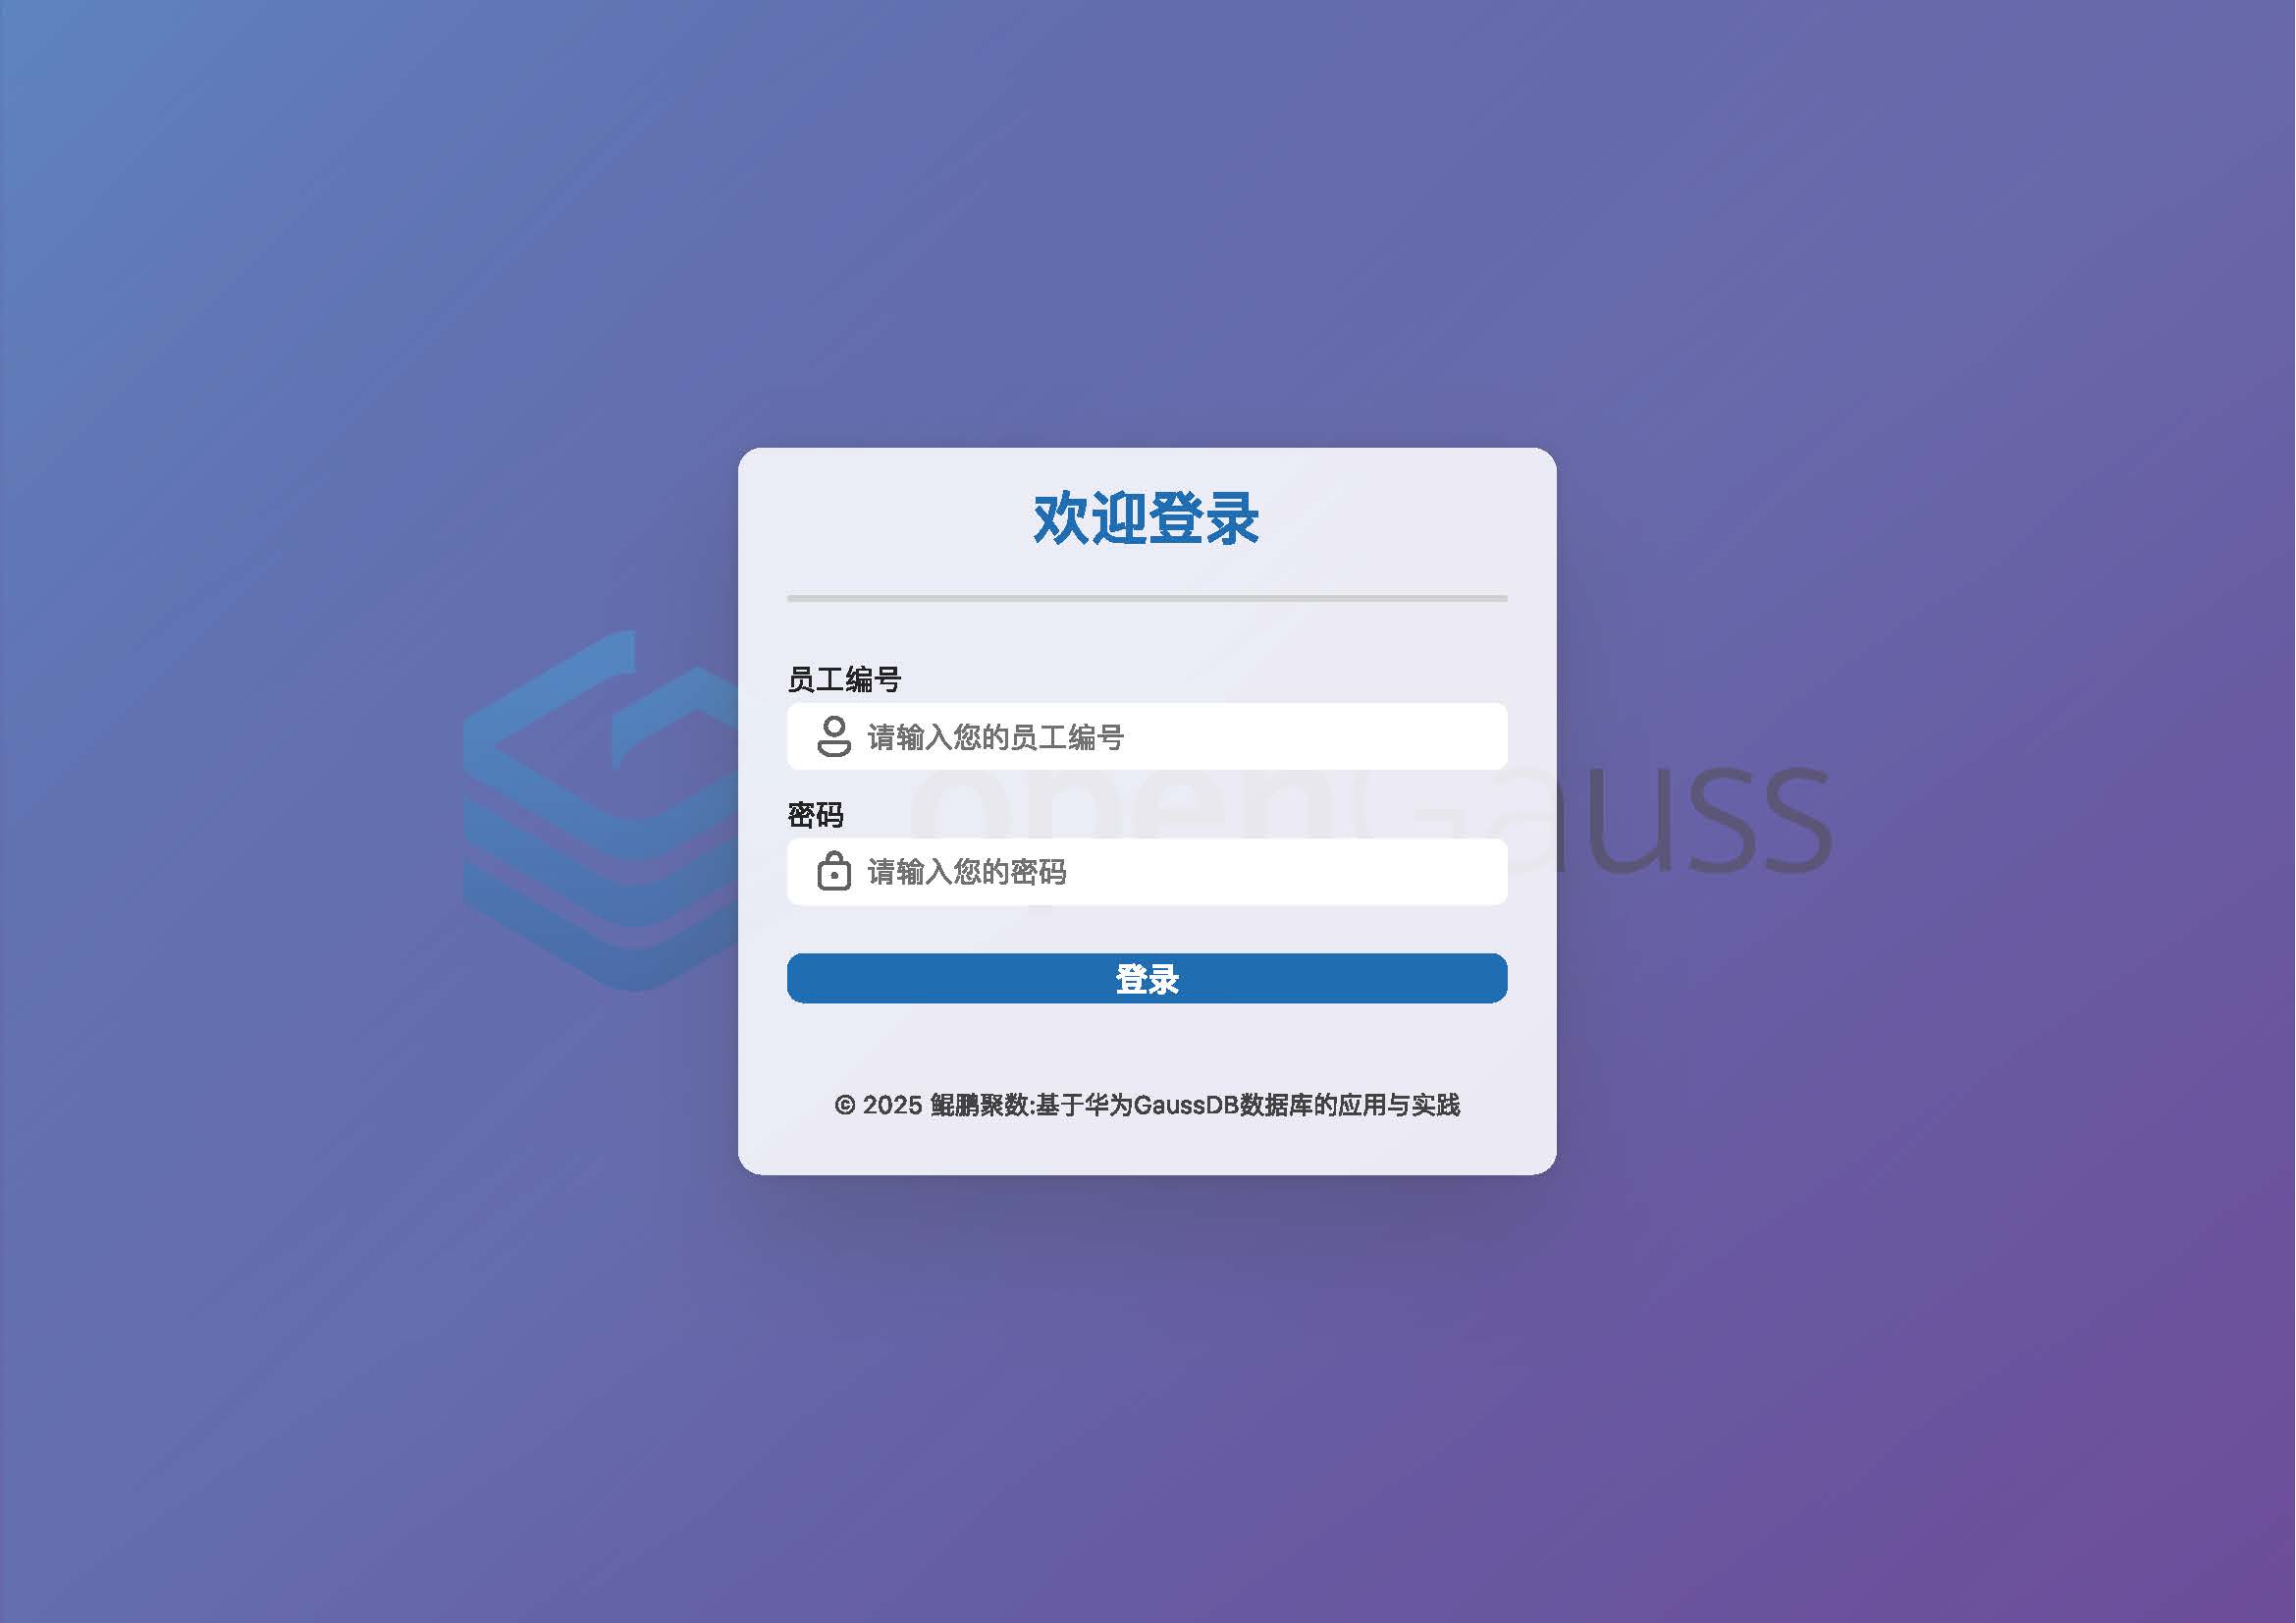 欢迎登录
员工编号
请输入您的员工编号
openGauss
密码
请输入您的密码
登录
© 2025 鲲鹏聚数:基于华为GaussDB数据库的应用与实践